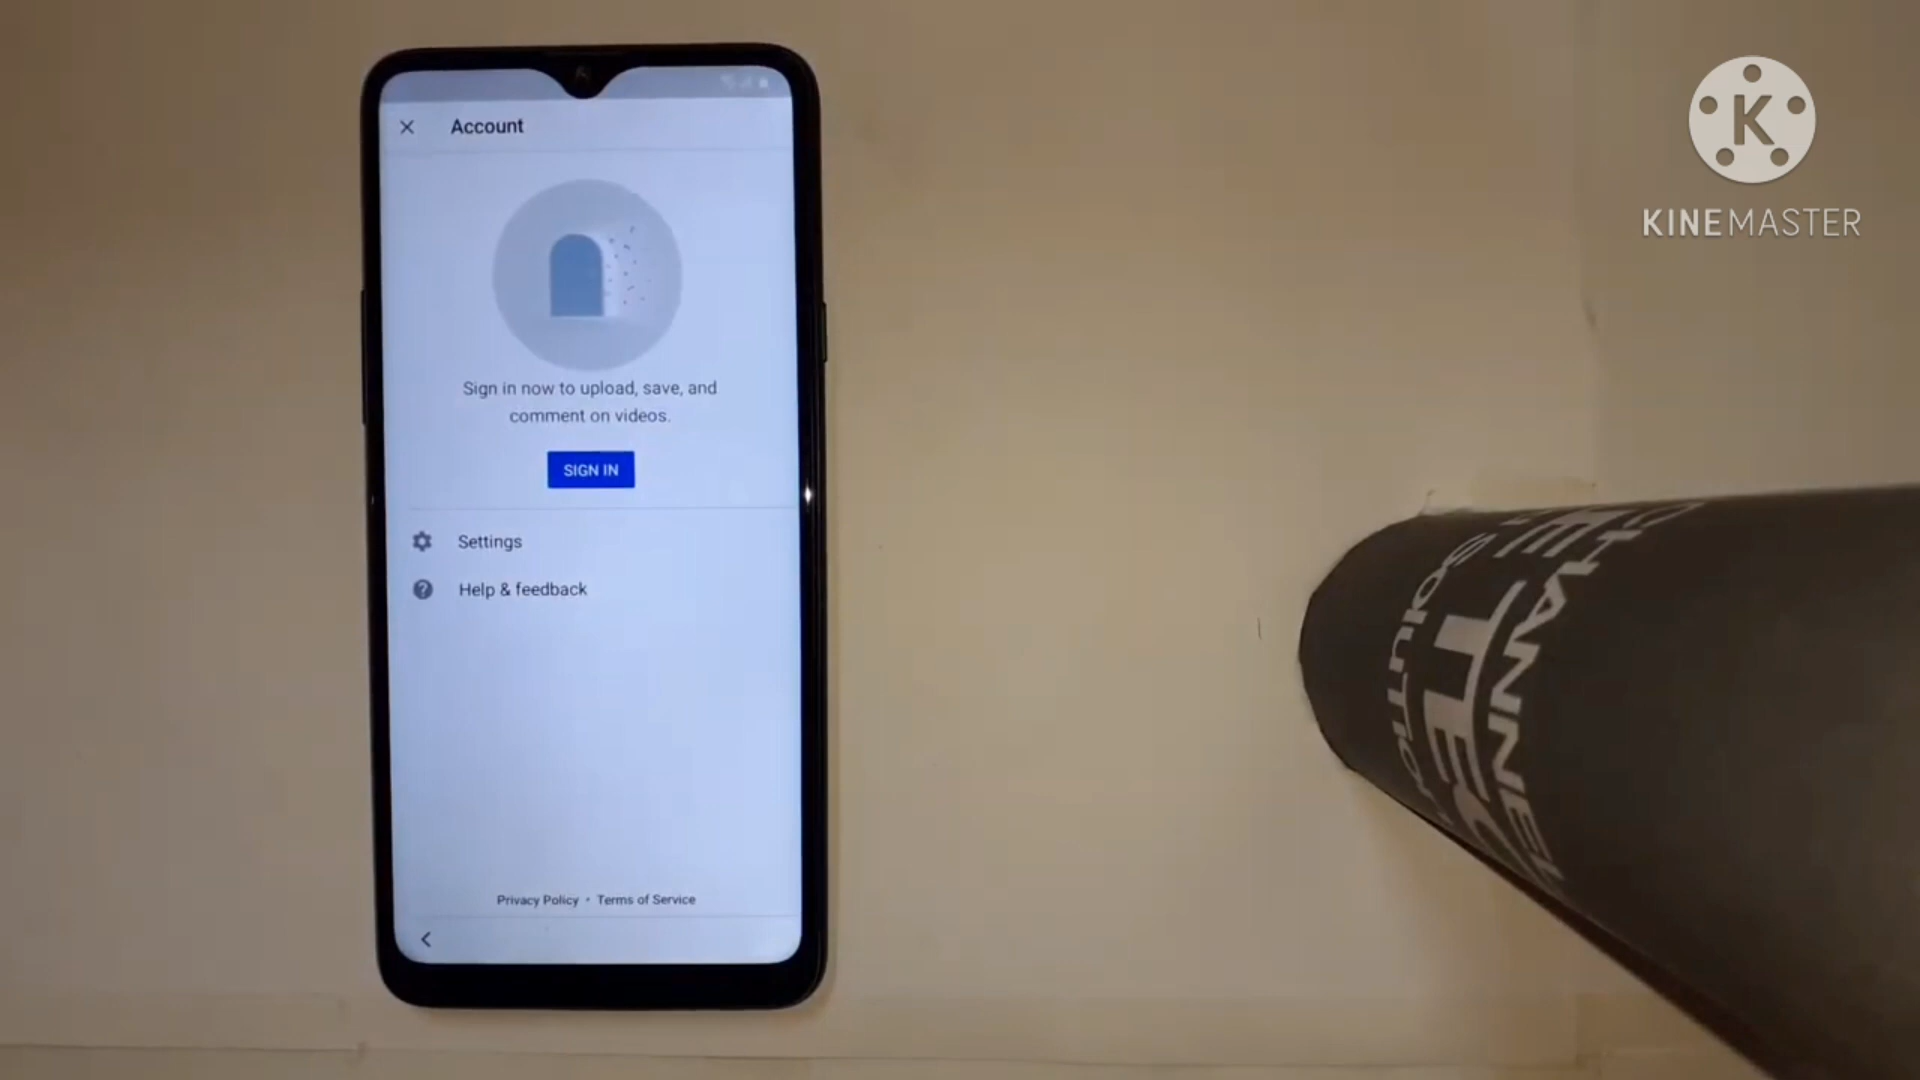 Account
Sign in now to upload, save, and
comment on videos.
SIGN IN
Settings
Help & feedback
Privacy Policy • Terms of Service
K
KINEMASTER
CHANNEL